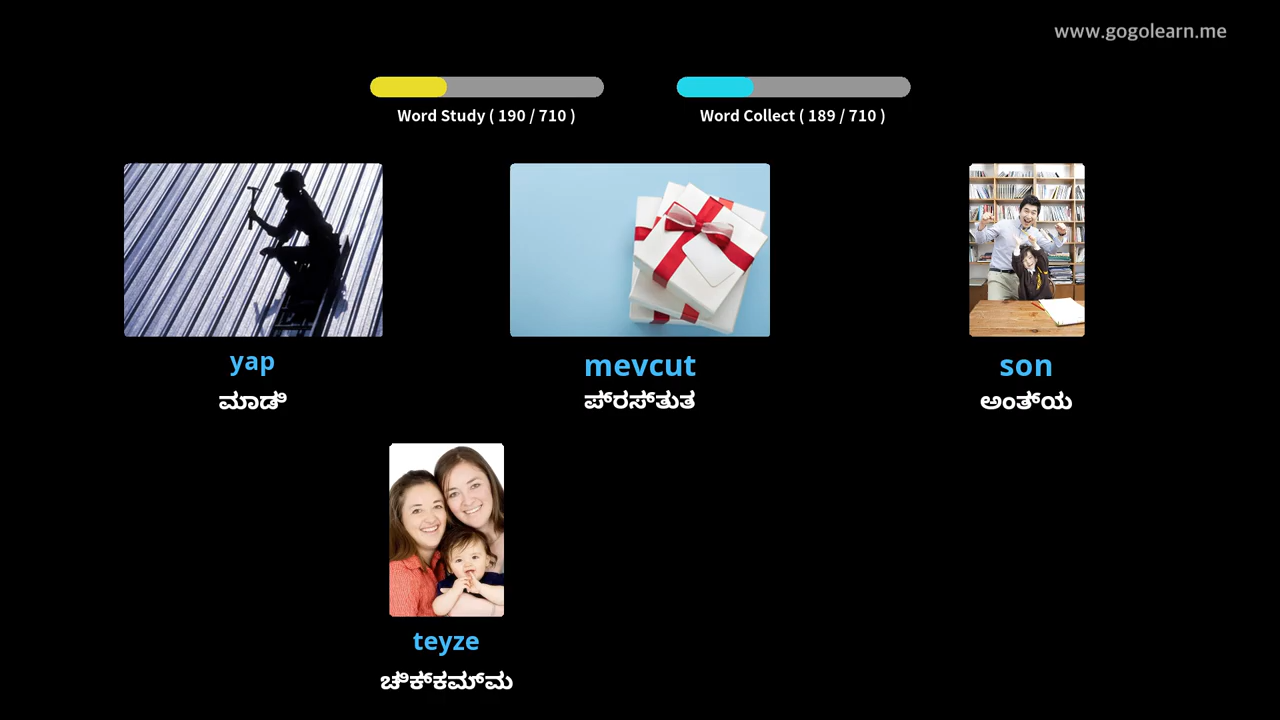 www.gogolearn.me
Word Study ( 190 / 710 )
Word Collect ( 189 / 710 )
yap
ಮಾಡಿ
mevcut
ಪ್ರಸ್ತುತ
son
ಅಂತ್ಯ
teyze
ಚಿಕ್ಕಮ್ಮ